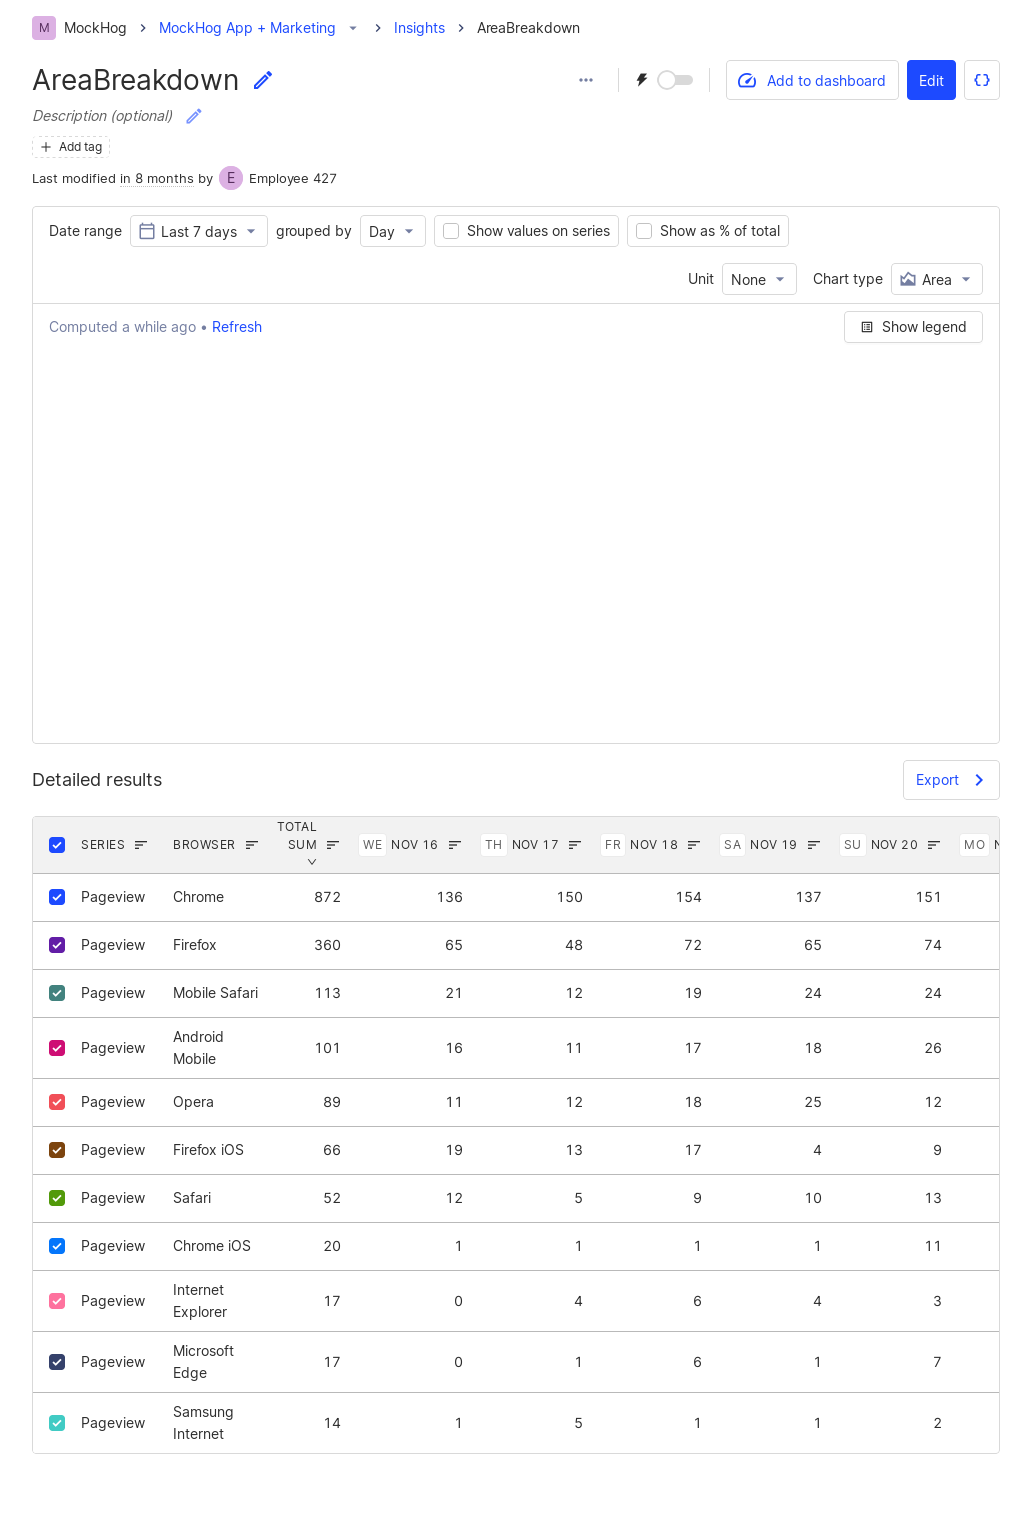 M MockHog MockHog App + Marketing Insights AreaBreakdown
AreaBreakdown Add to dashboard Edit
Description (optional)
Add tag
Last modified in 8 months by E Employee 427
Date range Last 7 days grouped by Day Show values on series Show as % of total
Unit None Chart type Area
Computed a while ago • Refresh Show legend
Detailed results Export
SERIES BROWSER TOTAL SUM WE NOV 16 TH NOV 17 FR NOV 18 SA NOV 19 SU NOV 20 MO
Pageview Chrome 872 136 150 154 137 151
Pageview Firefox 360 65 48 72 65 74
Pageview Mobile Safari 113 21 12 19 24 24
Pageview Android Mobile 101 16 11 17 18 26
Pageview Opera 89 11 12 18 25 12
Pageview Firefox iOS 66 19 13 17 4 9
Pageview Safari 52 12 5 9 10 13
Pageview Chrome iOS 20 1 1 1 1 11
Pageview Internet Explorer 17 0 4 6 4 3
Pageview Microsoft Edge 17 0 1 6 1 7
Pageview Samsung Internet 14 1 5 1 1 2